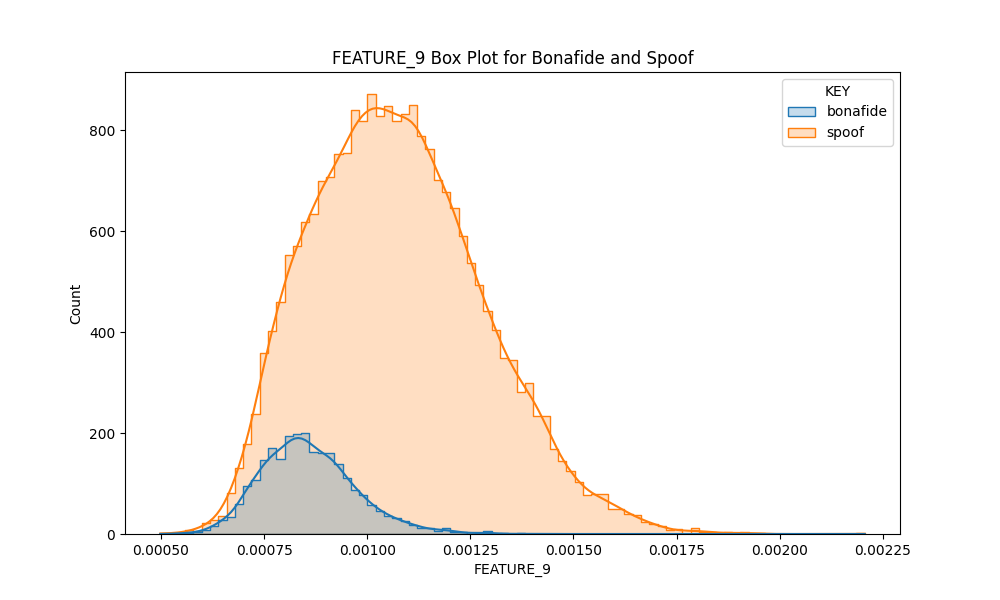 FEATURE_9 Box Plot for Bonafide and Spoof
KEY
bonafide
spoof
800
600
400
200
0
Count
0.00050 0.00075 0.00100 0.00125 0.00150 0.00175 0.00200 0.00225
FEATURE_9